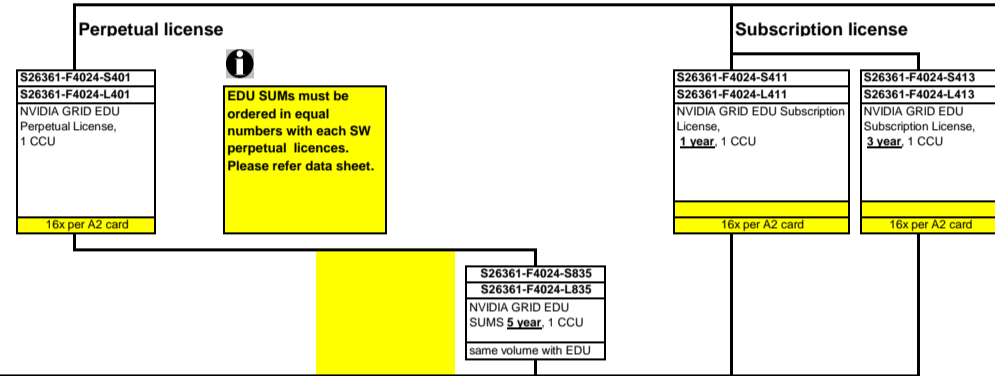 Perpetual license
Subscription license
S26361-F4024-S401
S26361-F4024-L401
NVIDIA GRID EDU
Perpetual License,
1 CCU
16x per A2 card
EDU SUMs must be
ordered in equal
numbers with each SW
perpetual licences.
Please refer data sheet.
S26361-F4024-S411
S26361-F4024-L411
NVIDIA GRID EDU Subscription
License,
1 year, 1 CCU
16x per A2 card
S26361-F4024-S413
S26361-F4024-L413
NVIDIA GRID EDU
Subscription License,
3 year, 1 CCU
16x per A2 card
S26361-F4024-S835
S26361-F4024-L835
NVIDIA GRID EDU
SUMS 5 year, 1 CCU
same volume with EDU